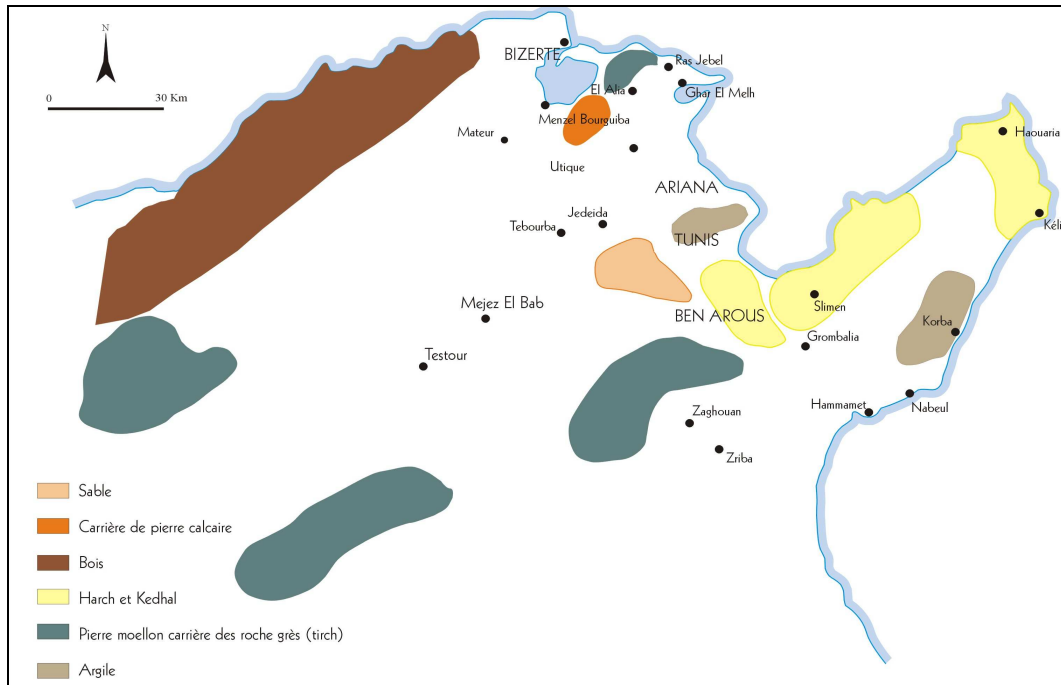 N
0 30 Km
BIZERTE
Ras Jebel
El Alia
Ghar El Melh
Menzel Bourguiba
Mateur
Utique
Haouaria
ARIANA
Jedeida
Tebourba
TUNIS
Kéli
Mejez El Bab
BEN AROUS
Slimen
Korba
Grombalia
Testour
Hammamet
Nabeul
Zaghouan
Zriba
Sable
Carrière de pierre calcaire
Bois
Harch et Kedhal
Pierre moellon carrière des roche grès (tirch)
Argile